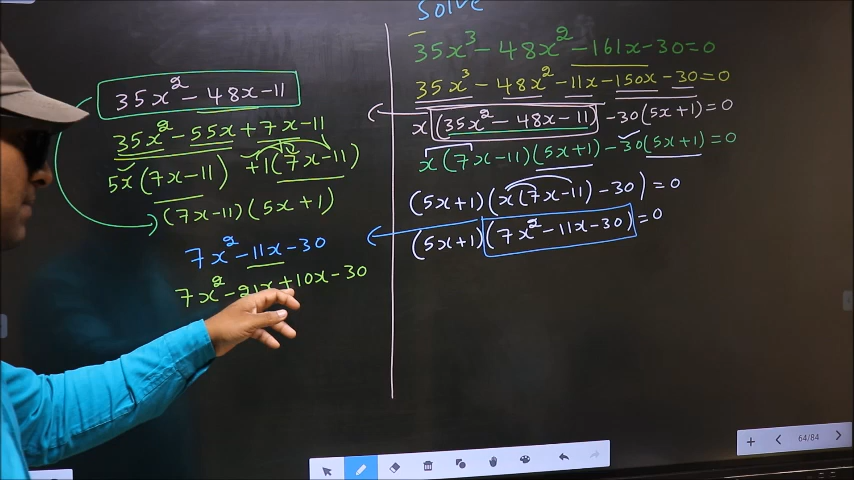 Solve
35x³ - 48x² - 161x - 30 = 0
35x³ - 48x² - 11x - 150x - 30 = 0
x(35x² - 48x - 11) - 30(5x + 1) = 0
x(7x - 11)(5x + 1) - 30(5x + 1) = 0
(5x + 1)(x(7x - 11) - 30) = 0
(5x + 1)(7x² - 11x - 30) = 0
35x² - 48x - 11
35x² - 55x + 7x - 11
5x(7x - 11) + 1(7x - 11)
(7x - 11)(5x + 1)
7x² - 11x - 30
7x² - 21x + 10x - 30
64/84